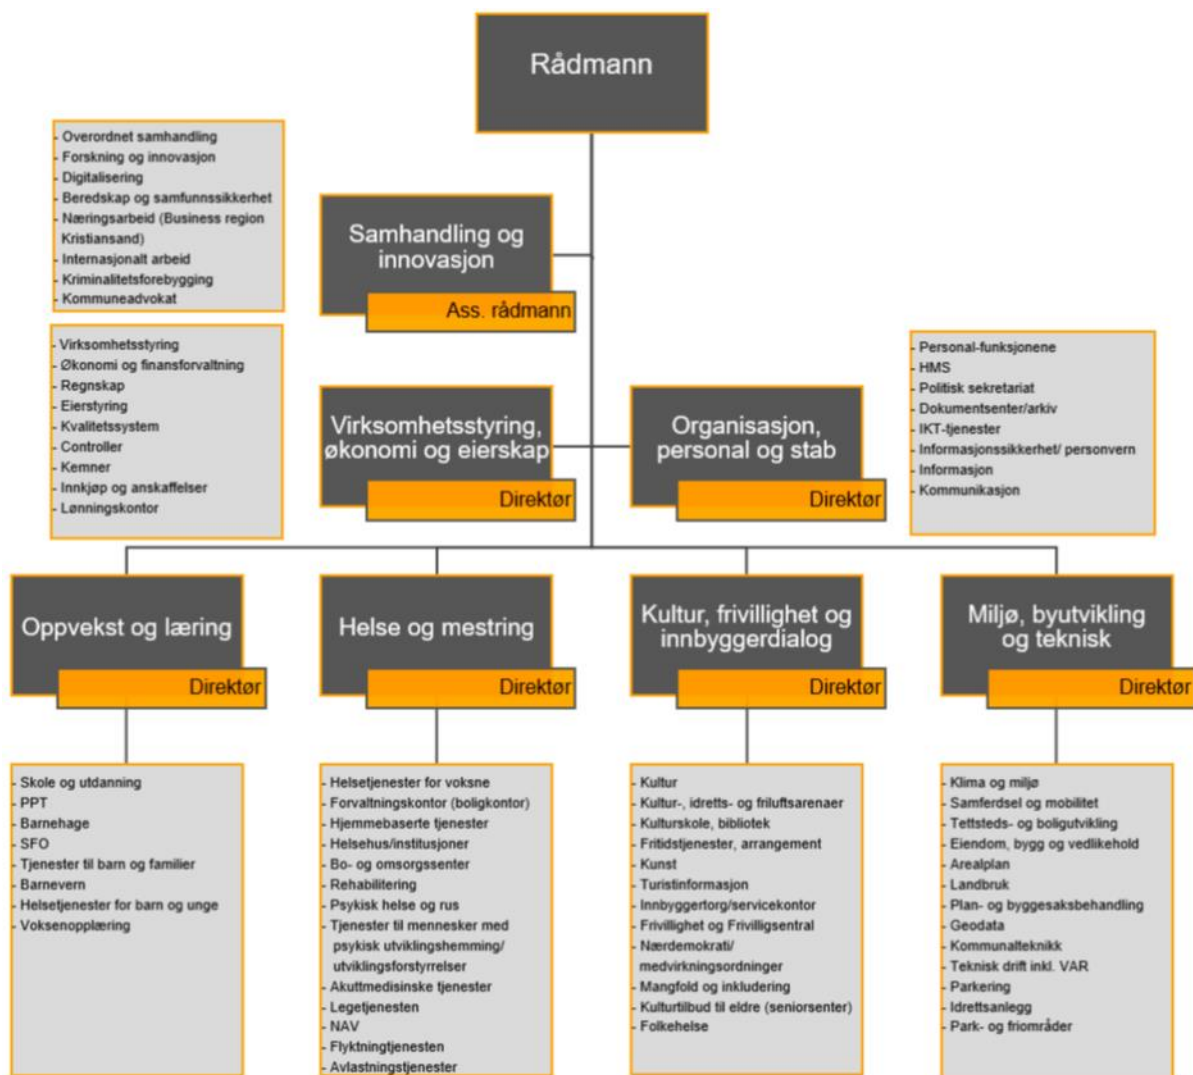 Rådmann
- Overordnet samhandling
- Forskning og innovasjon
- Digitalisering
- Beredskap og samfunnssikkerhet
- Næringsarbeid (Business region
Kristiansand)
- Internasjonalt arbeid
- Kriminalitetsforebygging
- Kommuneadvokat
Samhandling og
innovasjon
Ass. rådmann
- Virksomhetsstyring
- Økonomi og finansforvaltning
- Regnskap
- Eierstyring
- Kvalitetssystem
- Controller
- Kemner
- Innkjøp og anskaffelser
- Lønningskontor
Virksomhetsstyring,
økonomi og eierskap
Direktør
Organisasjon,
personal og stab
Direktør
- Personal-funksjonene
- HMS
- Politisk sekretariat
- Dokumentsenter/arkiv
- IKT-tjenester
- Informasjonssikkerhet/ personvern
- Informasjon
- Kommunikasjon
Oppvekst og læring
Direktør
Helse og mestring
Direktør
Kultur, frivillighet og
innbyggerdialog
Direktør
Miljø, byutvikling
og teknisk
Direktør
- Skole og utdanning
- PPT
- Barnehage
- SFO
- Tjenester til barn og familier
- Barnevern
- Helsetjenester for barn og unge
- Voksenopplæring
- Helsetjenester for voksne
- Forvaltningskontor (boligkontor)
- Hjemmebaserte tjenester
- Helsehus/institusjoner
- Bo- og omsorgssenter
- Rehabilitering
- Psykisk helse og rus
- Tjenester til mennesker med
psykisk utviklingshemming/
utviklingsforstyrrelser
- Akuttmedisinske tjenester
- Legetjenesten
- NAV
- Flyktningtjenesten
- Avlastningstjenester
- Kultur
- Kultur-, idretts- og friluftsarenaer
- Kulturskole, bibliotek
- Fritidstjenester, arrangement
- Kunst
- Turistinformasjon
- Innbyggertorg/servicekontor
- Frivillighet og Frivilligsentral
- Nærdemokrati/
medvirkningsordninger
- Mangfold og inkludering
- Kulturtilbud til eldre (seniorsenter)
- Folkehelse
- Klima og miljø
- Samferdsel og mobilitet
- Tettsteds- og boligutvikling
- Eiendom, bygg og vedlikehold
- Arealplan
- Landbruk
- Plan- og byggesaksbehandling
- Geodata
- Kommunalteknikk
- Teknisk drift inkl. VAR
- Parkering
- Idrettsanlegg
- Park- og friområder